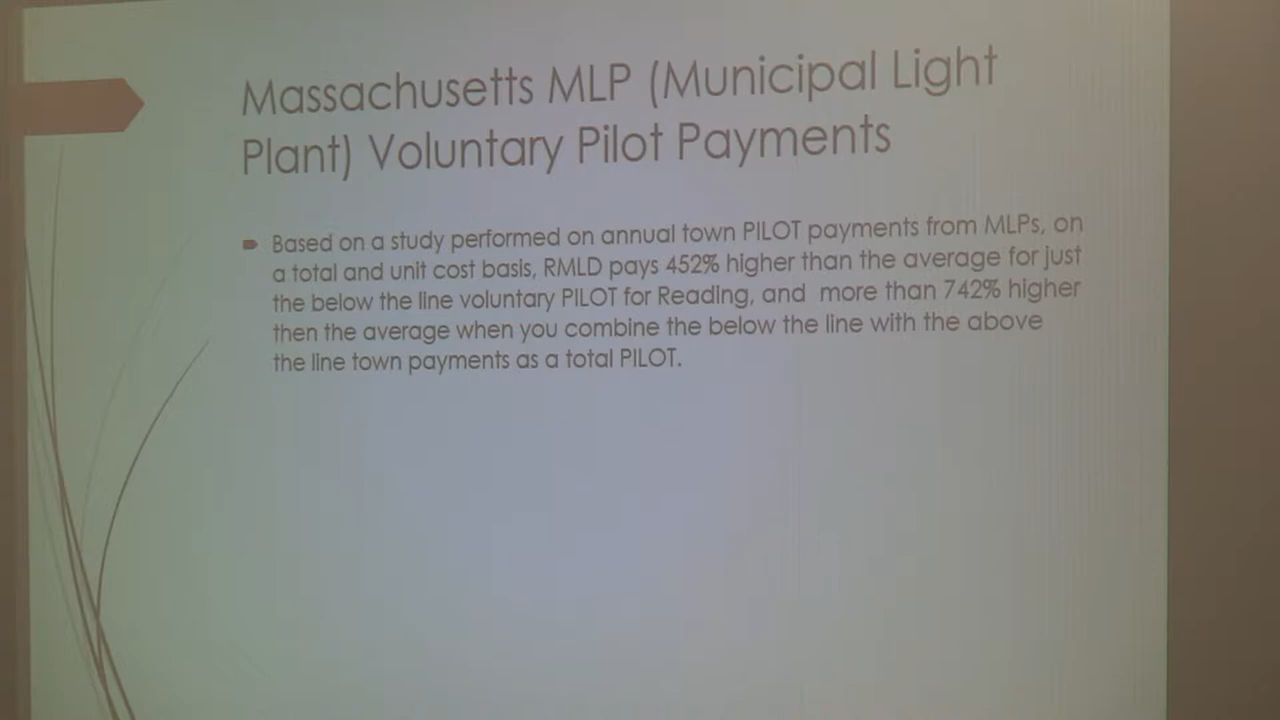 Massachusetts MLP (Municipal Light
Plant) Voluntary Pilot Payments
Based on a study performed on annual town PILOT payments from MLPs, on
a total and unit cost basis, RMLD pays 452% higher than the average for just
the below the line voluntary PILOT for Reading, and more than 742% higher
then the average when you combine the below the line with the above
the line town payments as a total PILOT.